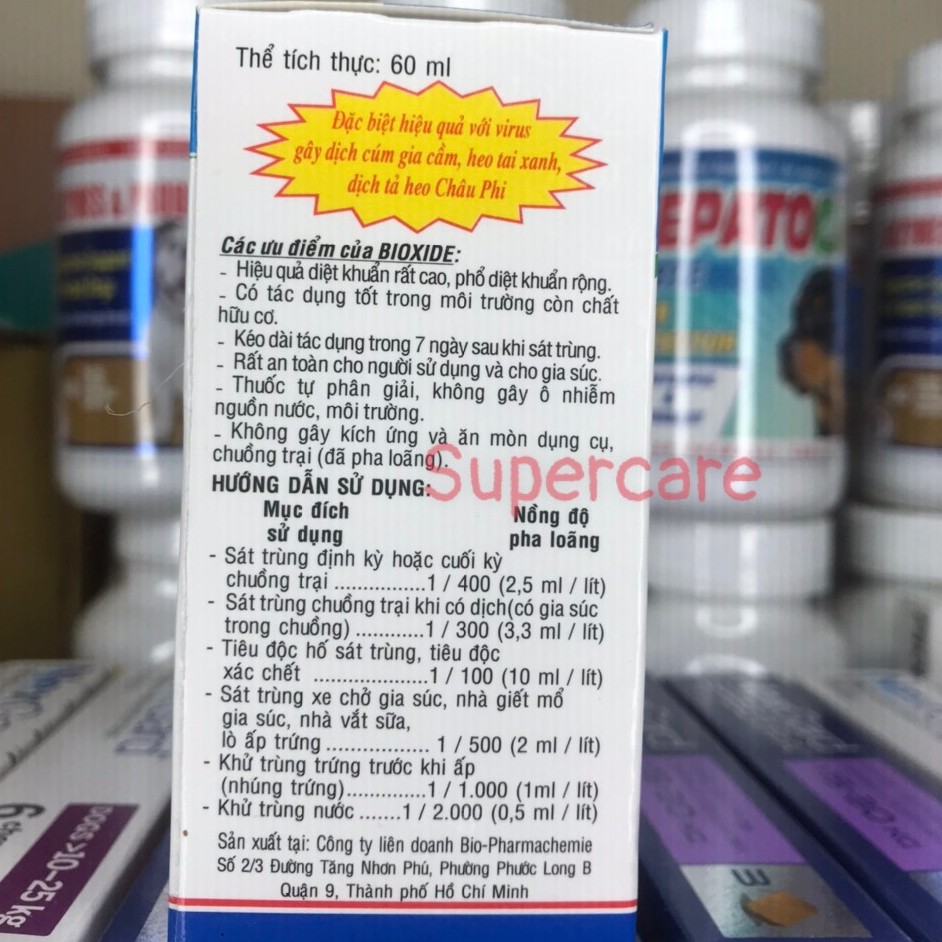 Thể tích thực: 60 ml
Đặc biệt hiệu quả với virus
gây dịch cúm gia cầm, heo tai xanh,
dịch tả heo Châu Phi
Các ưu điểm của BIOXIDE:
- Hiệu quả diệt khuẩn rất cao, phổ diệt khuẩn rộng.
- Có tác dụng tốt trong môi trường còn chất
hữu cơ.
- Kéo dài tác dụng trong 7 ngày sau khi sát trùng.
- Rất an toàn cho người sử dụng và cho gia súc.
- Thuốc tự phân giải, không gây ô nhiễm
nguồn nước, môi trường.
- Không gây kích ứng và ăn mòn dụng cụ,
chuồng trại (đã pha loãng).
Supercare
HƯỚNG DẪN SỬ DỤNG:
Mục đích Nồng độ
sử dụng pha loãng
- Sát trùng định kỳ hoặc cuối kỳ
chuồng trại ...............1 / 400 (2,5 ml / lít)
- Sát trùng chuồng trại khi có dịch(có gia súc
trong chuồng) ............1 / 300 (3,3 ml / lít)
- Tiêu độc hố sát trùng, tiêu độc
xác chết ....................1 / 100 (10 ml / lít)
- Sát trùng xe chở gia súc, nhà giết mổ
gia súc, nhà vắt sữa,
lò ấp trứng ................. 1 / 500 (2 ml / lít)
- Khử trùng trứng trước khi ấp
(nhúng trứng)..............1 / 1.000 (1ml / lít)
- Khử trùng nước .......1 / 2.000 (0,5 ml / lít)
Sản xuất tại: Công ty liên doanh Bio-Pharmachemie
Số 2/3 Đường Tăng Nhơn Phú, Phường Phước Long B
Quận 9, Thành phố Hồ Chí Minh
EPATO
DOGS >10-25kg
6
3